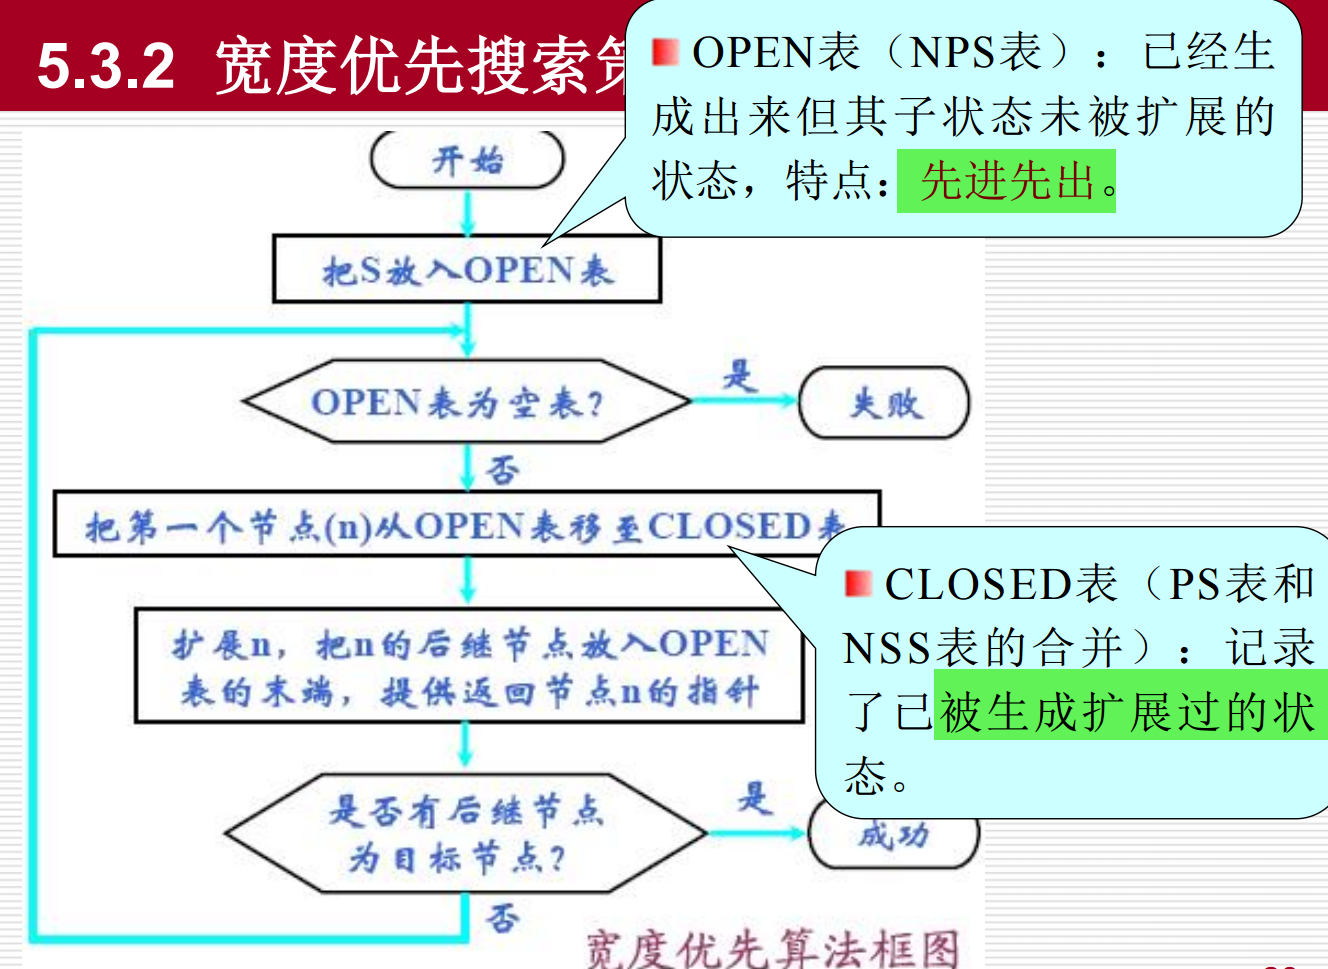 5.3.2 宽度优先搜索策
OPEN表（NPS表）：已经生
成出来但其子状态未被扩展的
状态，特点：先进先出。
开始
把S放入OPEN表
OPEN表为空表?
是
失败
否
把第一个节点(n)从OPEN表移至CLOSED表
CLOSED表（PS表和
NSS表的合并）：记录
了已被生成扩展过的状
态。
扩展n，把n的后继节点放入OPEN
表的末端，提供返回节点n的指针
是否有后继节点
为目标节点?
是
成功
否
宽度优先算法框图